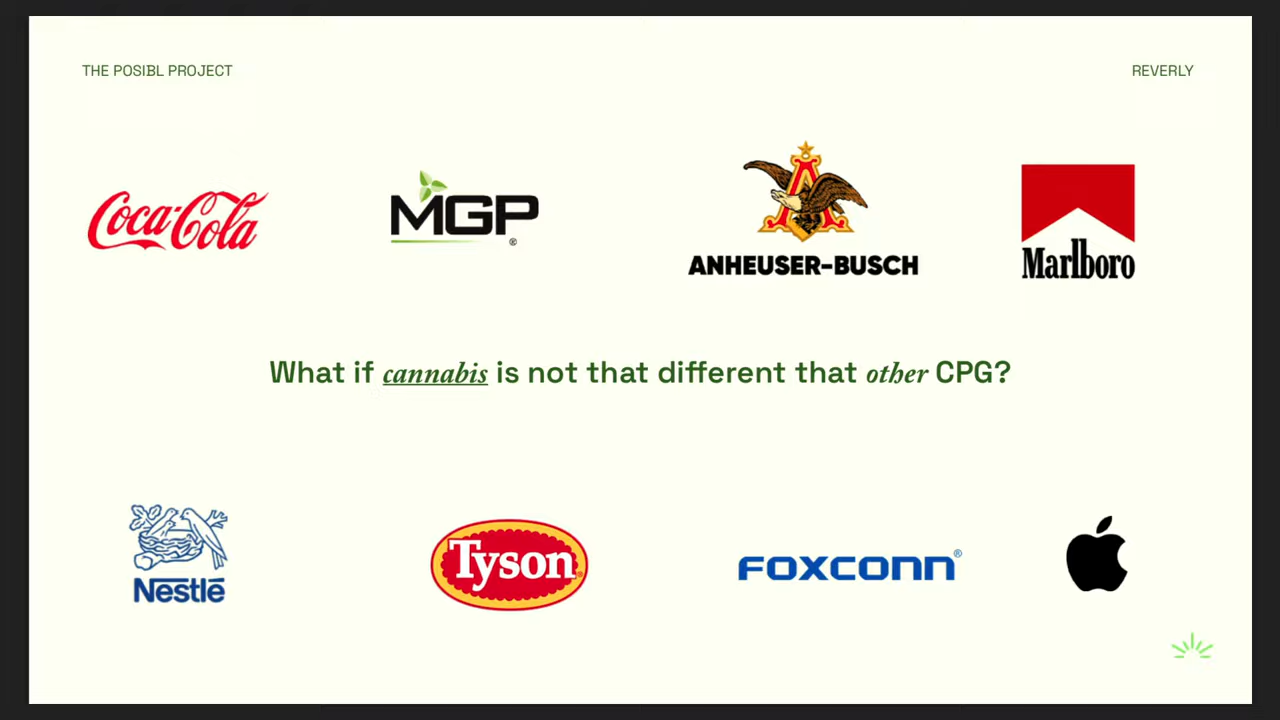 THE POSIBL PROJECT
REVERLY
Coca-Cola
MGP®
ANHEUSER-BUSCH
Marlboro
What if cannabis is not that different that other CPG?
Nestlé
Tyson®
FOXCONN®